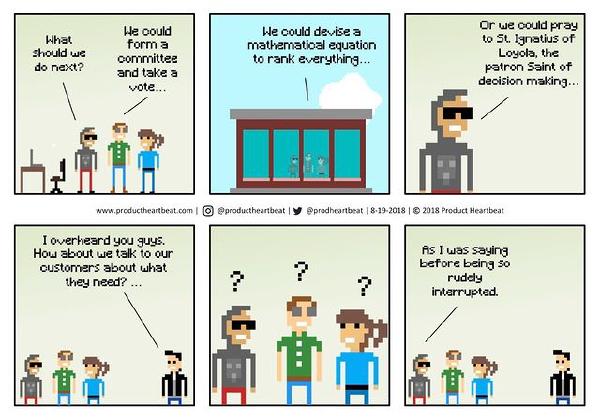 What
should we
do next?
We could
form a
committee
and take a
vote...
We could devise a
mathematical equation
to rank everything...
Or we could pray
to St. Ignatius of
Loyola, the
patron Saint of
decision making...
www.productheartbeat.com | @productheartbeat | @prodheartbeat | 8-19-2018 | © 2018 Product Heartbeat
I overheard you guys.
How about we talk to our
customers about what
they need? ...
? ? ?
As I was saying
before being so
rudely
interrupted.